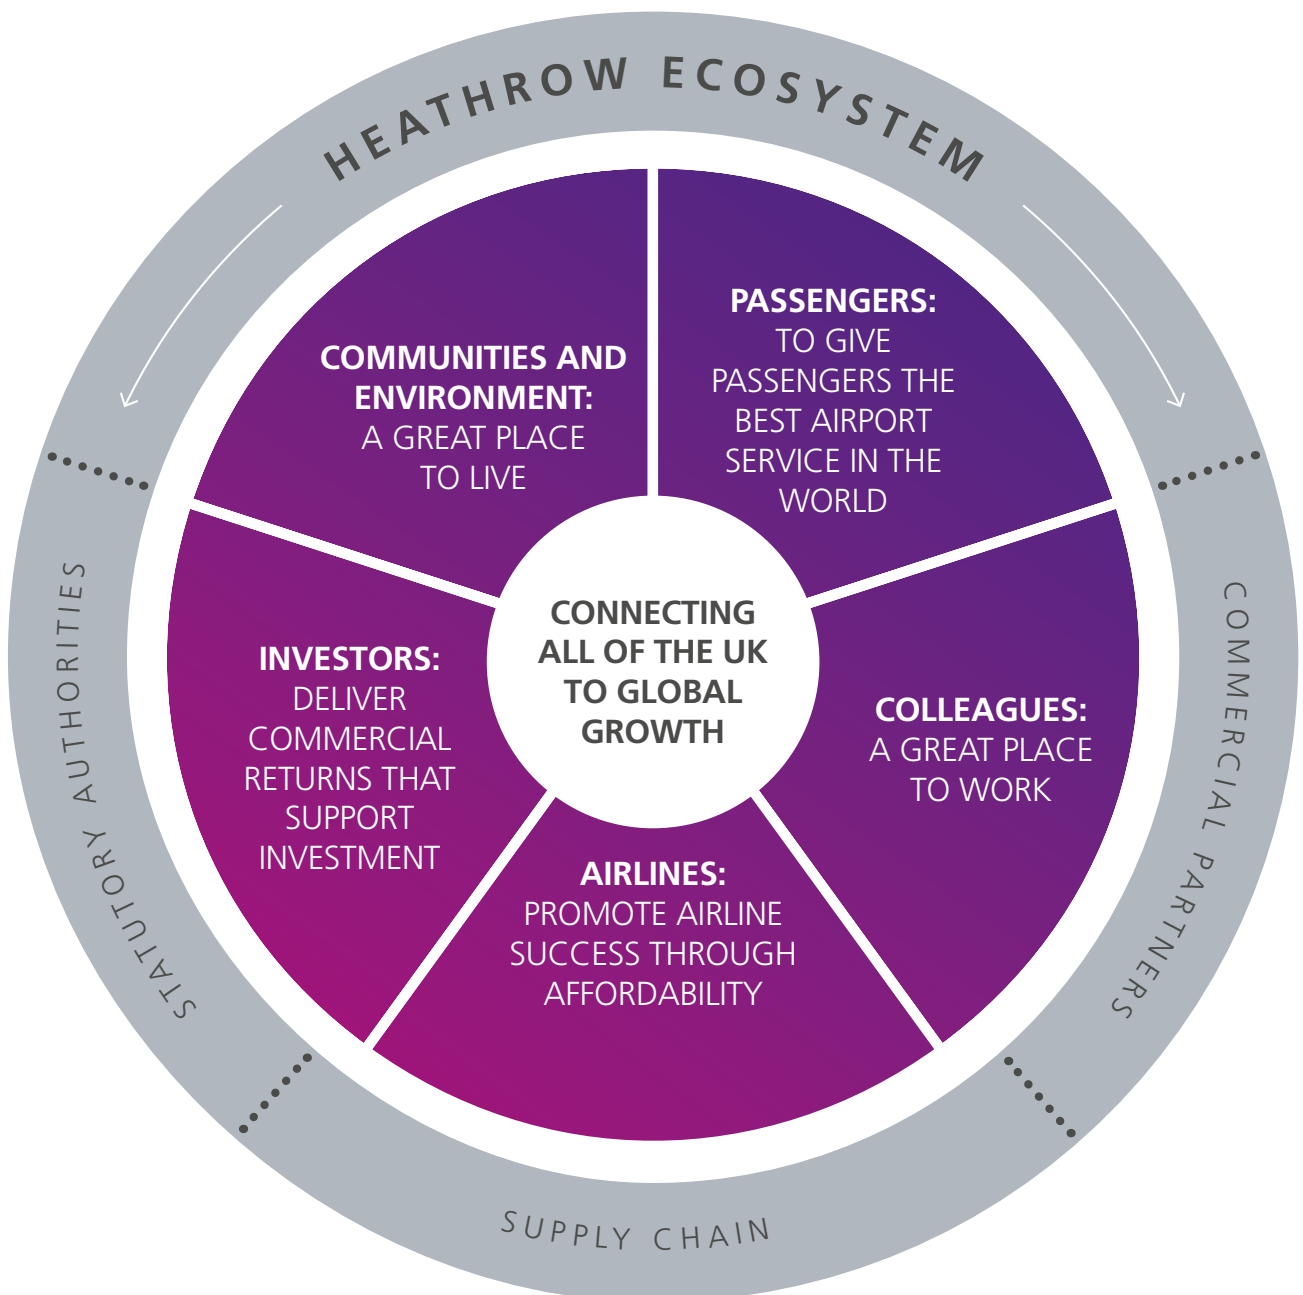 HEATHROW ECOSYSTEM
PASSENGERS:
TO GIVE
PASSENGERS THE
BEST AIRPORT
SERVICE IN THE
WORLD
COLLEAGUES:
A GREAT PLACE
TO WORK
AIRLINES:
PROMOTE AIRLINE
SUCCESS THROUGH
AFFORDABILITY
INVESTORS:
DELIVER
COMMERCIAL
RETURNS THAT
SUPPORT
INVESTMENT
COMMUNITIES AND
ENVIRONMENT:
A GREAT PLACE
TO LIVE
CONNECTING
ALL OF THE UK
TO GLOBAL
GROWTH
COMMERCIAL PARTNERS
SUPPLY CHAIN
STATUTORY AUTHORITIES